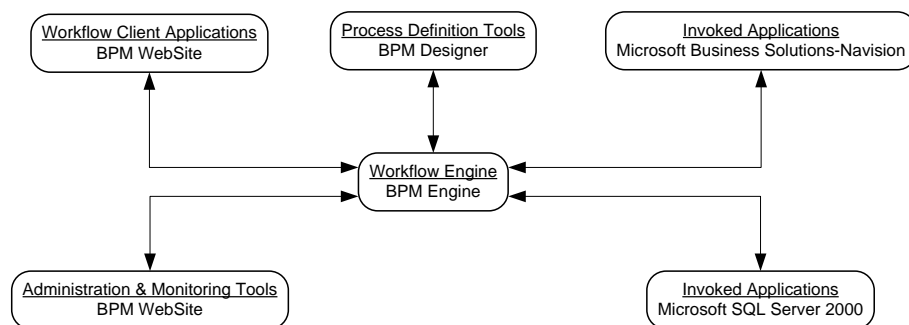 Workflow Client Applications
BPM WebSite
Process Definition Tools
BPM Designer
Invoked Applications
Microsoft Business Solutions-Navision
Workflow Engine
BPM Engine
Administration & Monitoring Tools
BPM WebSite
Invoked Applications
Microsoft SQL Server 2000